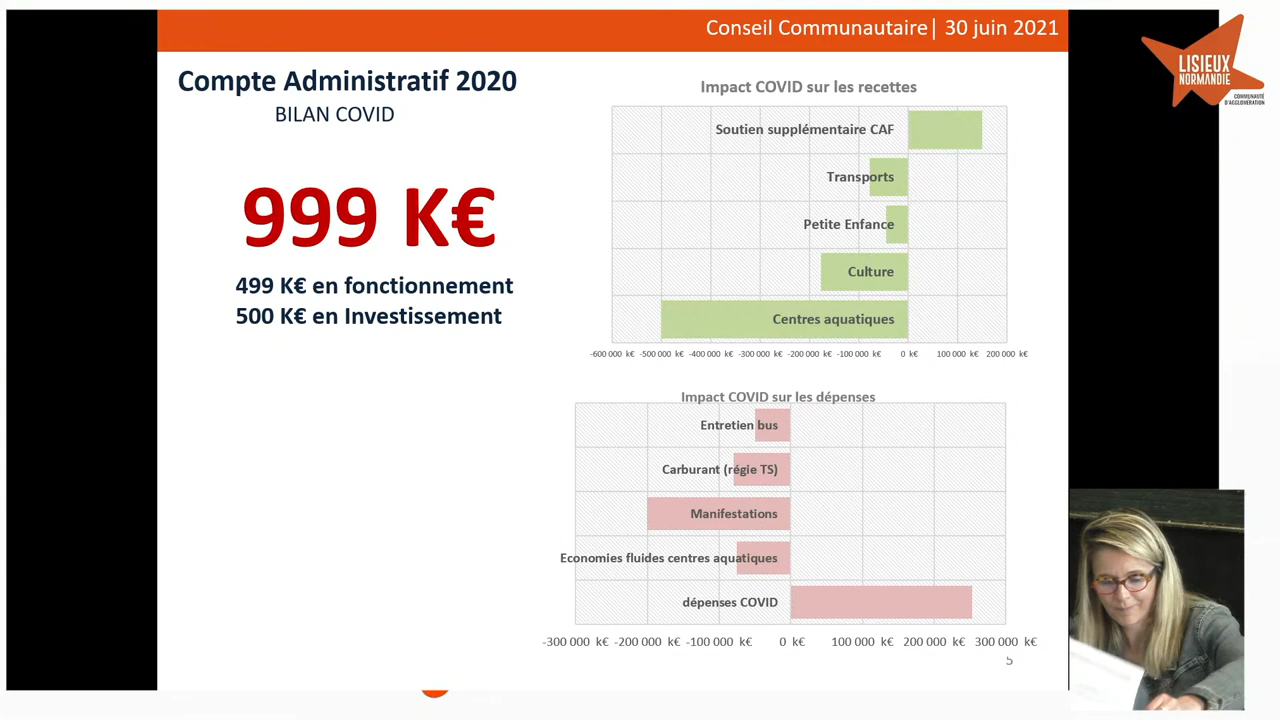 Conseil Communautaire| 30 juin 2021
LISIEUX
NORMANDIE
COMMUNAUTÉ
D'AGGLOMÉRATION
Compte Administratif 2020
BILAN COVID
999 K€
499 K€ en fonctionnement
500 K€ en Investissement
Impact COVID sur les recettes
Soutien supplémentaire CAF
Transports
Petite Enfance
Culture
Centres aquatiques
-600 000 k€ -500 000 k€ -400 000 k€ -300 000 k€ -200 000 k€ -100 000 k€ 0 k€ 100 000 k€ 200 000 k€
Impact COVID sur les dépenses
Entretien bus
Carburant (régie TS)
Manifestations
Economies fluides centres aquatiques
dépenses COVID
-300 000 k€ -200 000 k€ -100 000 k€ 0 k€ 100 000 k€ 200 000 k€ 300 000 k€
5